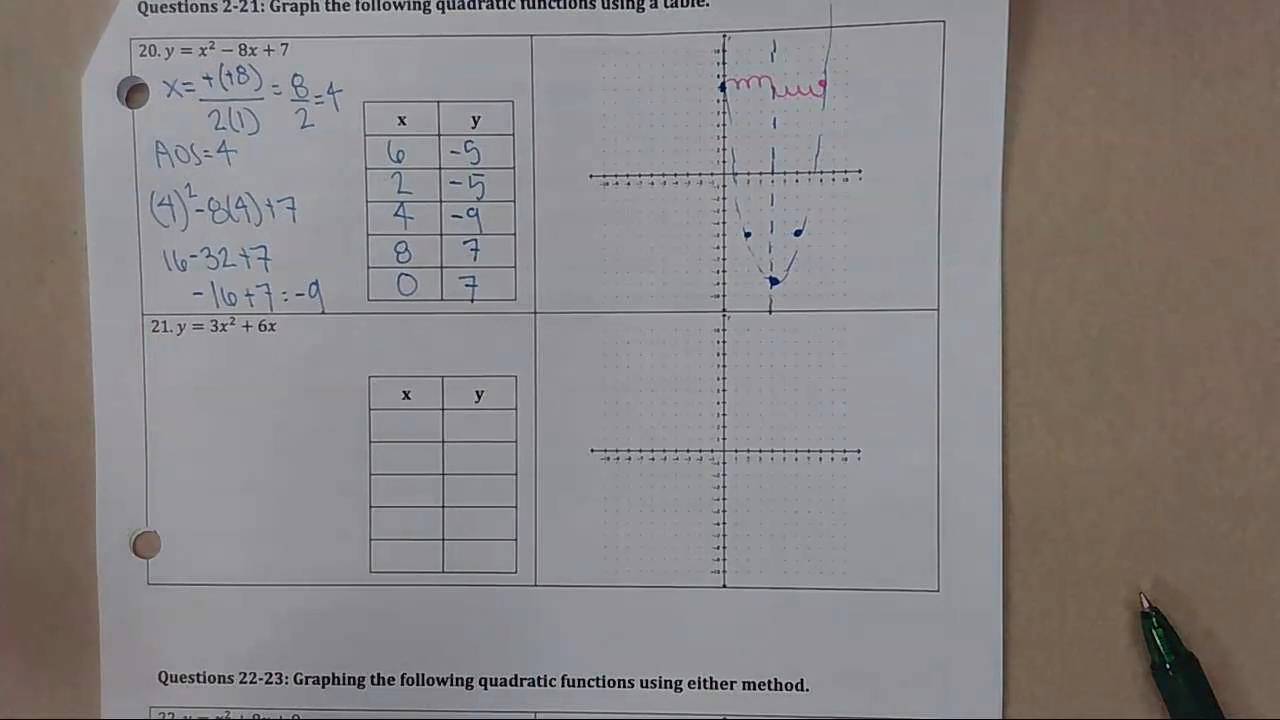 Questions 2-21: Graph the following quadratic functions using a table.
20. y = x² − 8x + 7
x = +(+8) / 2(1) = 8/2 = 4
AOS=4
(4)²-8(4)+7
16-32+7
-16+7=-9
x y
6 -5
2 -5
4 -9
8 7
0 7
21. y = 3x² + 6x
x y
Questions 22-23: Graphing the following quadratic functions using either method.